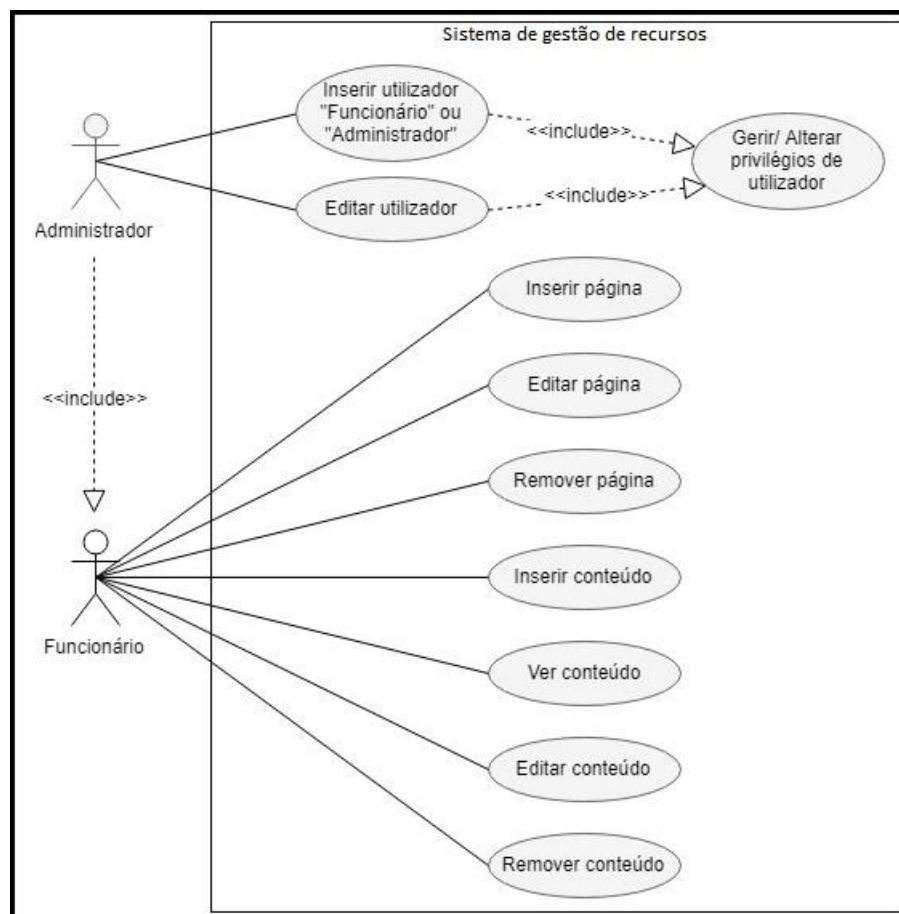 Sistema de gestão de recursos
Inserir utilizador
"Funcionário" ou
"Administrador"
<<include>>
Gerir/ Alterar
privilégios de
utilizador
Editar utilizador
<<include>>
Administrador
Inserir página
Editar página
<<include>>
Remover página
Inserir conteúdo
Funcionário
Ver conteúdo
Editar conteúdo
Remover conteúdo